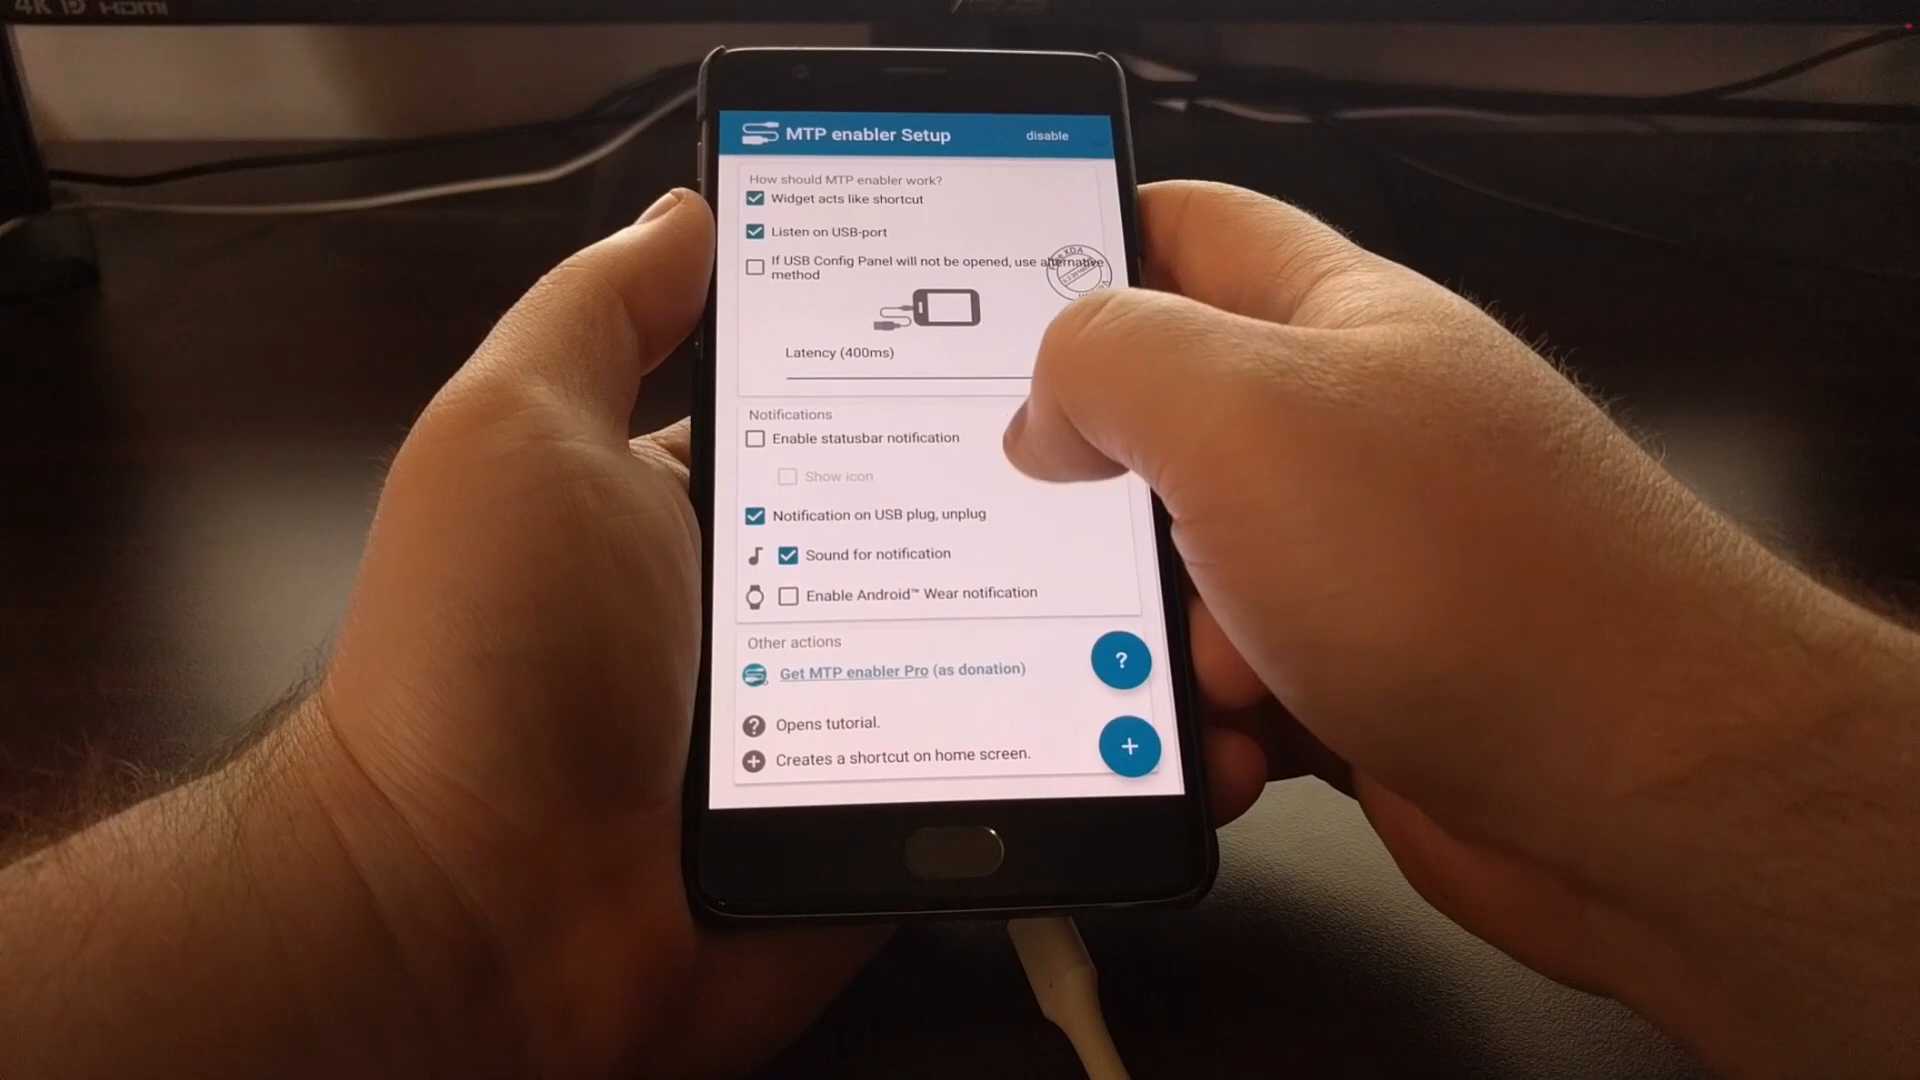 4K HDMI
MTP enabler Setup
disable
How should MTP enabler work?
Widget acts like shortcut
Listen on USB-port
If USB Config Panel will not be opened, use alternative
method
XDA
Latency (400ms)
Notifications
Enable statusbar notification
Show icon
Notification on USB plug, unplug
Sound for notification
Enable Android™ Wear notification
Other actions
Get MTP enabler Pro (as donation)
?
? Opens tutorial.
+ Creates a shortcut on home screen.
+